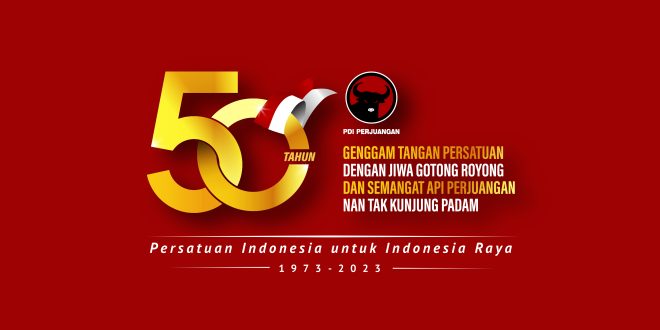 50
TAHUN
PDI PERJUANGAN
GENGGAM TANGAN PERSATUAN
DENGAN JIWA GOTONG ROYONG
DAN SEMANGAT API PERJUANGAN
NAN TAK KUNJUNG PADAM
Persatuan Indonesia untuk Indonesia Raya
1973-2023